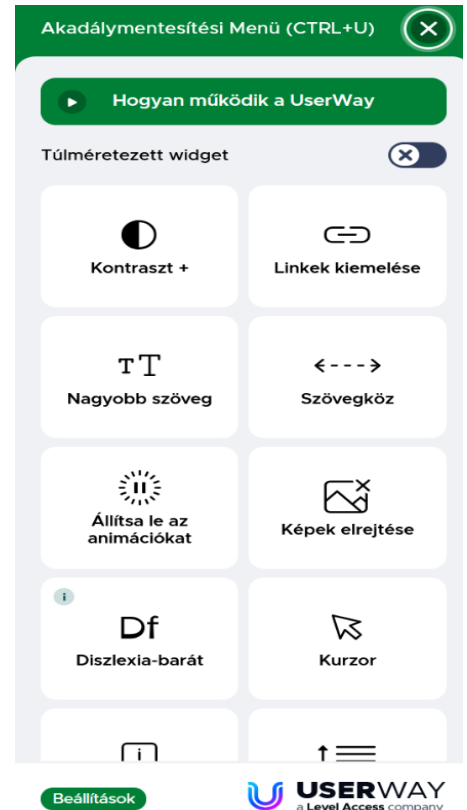 Akadálymentesítési Menü (CTRL+U)
Hogyan működik a UserWay
Túlméretezett widget
Kontraszt +
Linkek kiemelése
TT
Nagyobb szöveg
Szövegköz
Állítsa le az
animációkat
Képek elrejtése
i
Df
Diszlexia-barát
Kurzor
i
Beállítások
USERWAY
a Level Access company